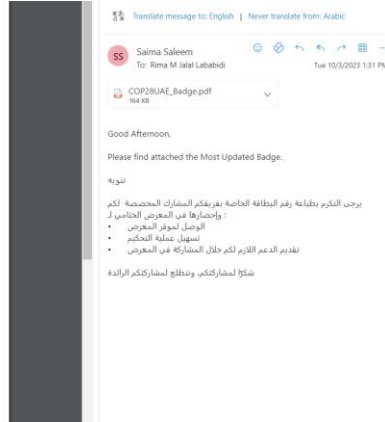 Translate message to: English | Never translate from: Arabic
SS
Saima Saleem
To: Rima M Jalal Lababidi
Tue 10/3/2023 1:31 PM
COP28UAE_Badge.pdf
164 KB
Good Afternoon,
Please find attached the Most Updated Badge.
تنويه
يرجى التكرم بطباعة رقم البطاقة الخاصة بفريقكم المشارك المخصصة لكم
وإحضارها في المعرض الختامي لـ :
• الوصل لموقر المعرض
• تسهيل عملية التحكيم
• تقديم الدعم اللازم لكم خلال المشاركة في المعرض
شكرًا لمشاركتكم، ونتطلع لمشاركتكم الرائدة